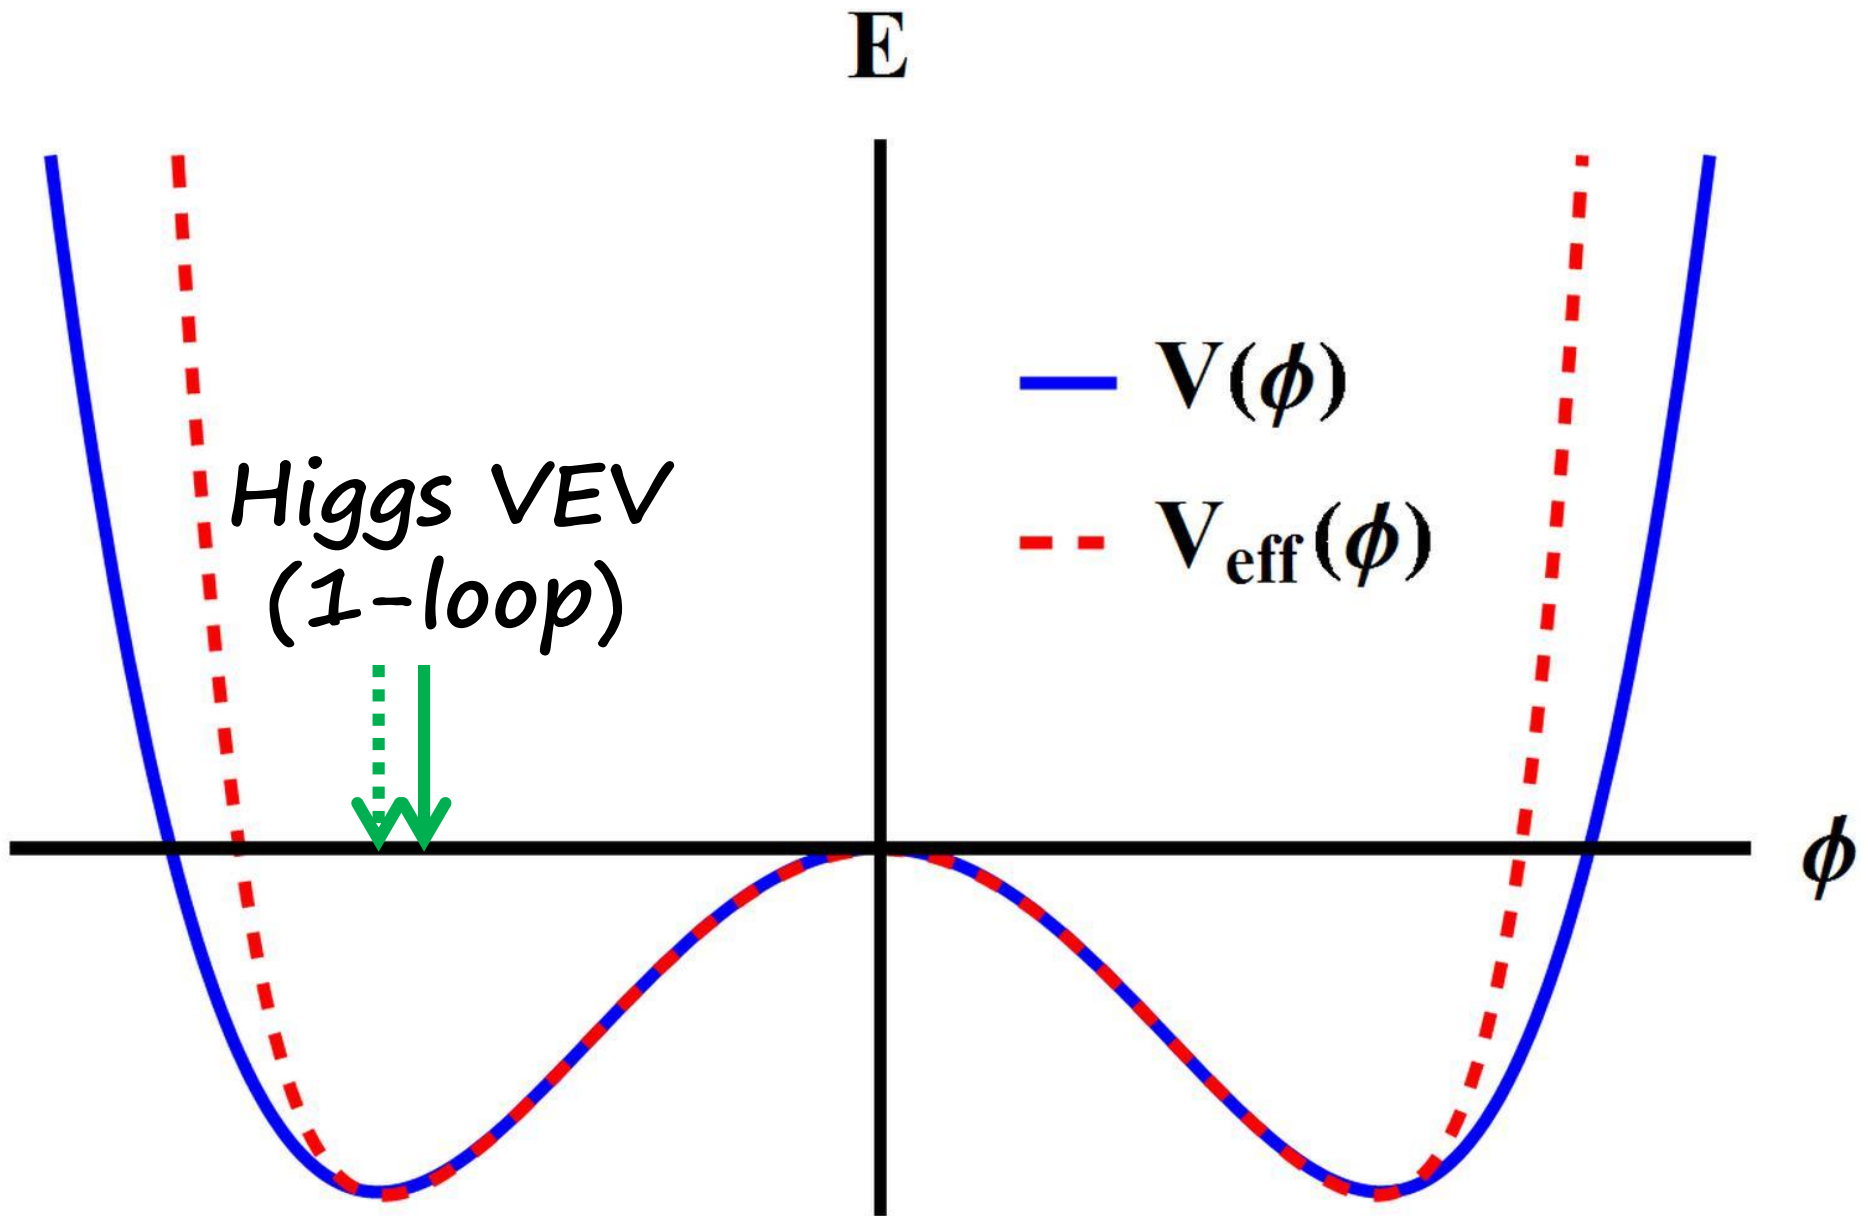 E
V(ϕ)
Higgs VEV
(1-loop)
V_eff(ϕ)
ϕ